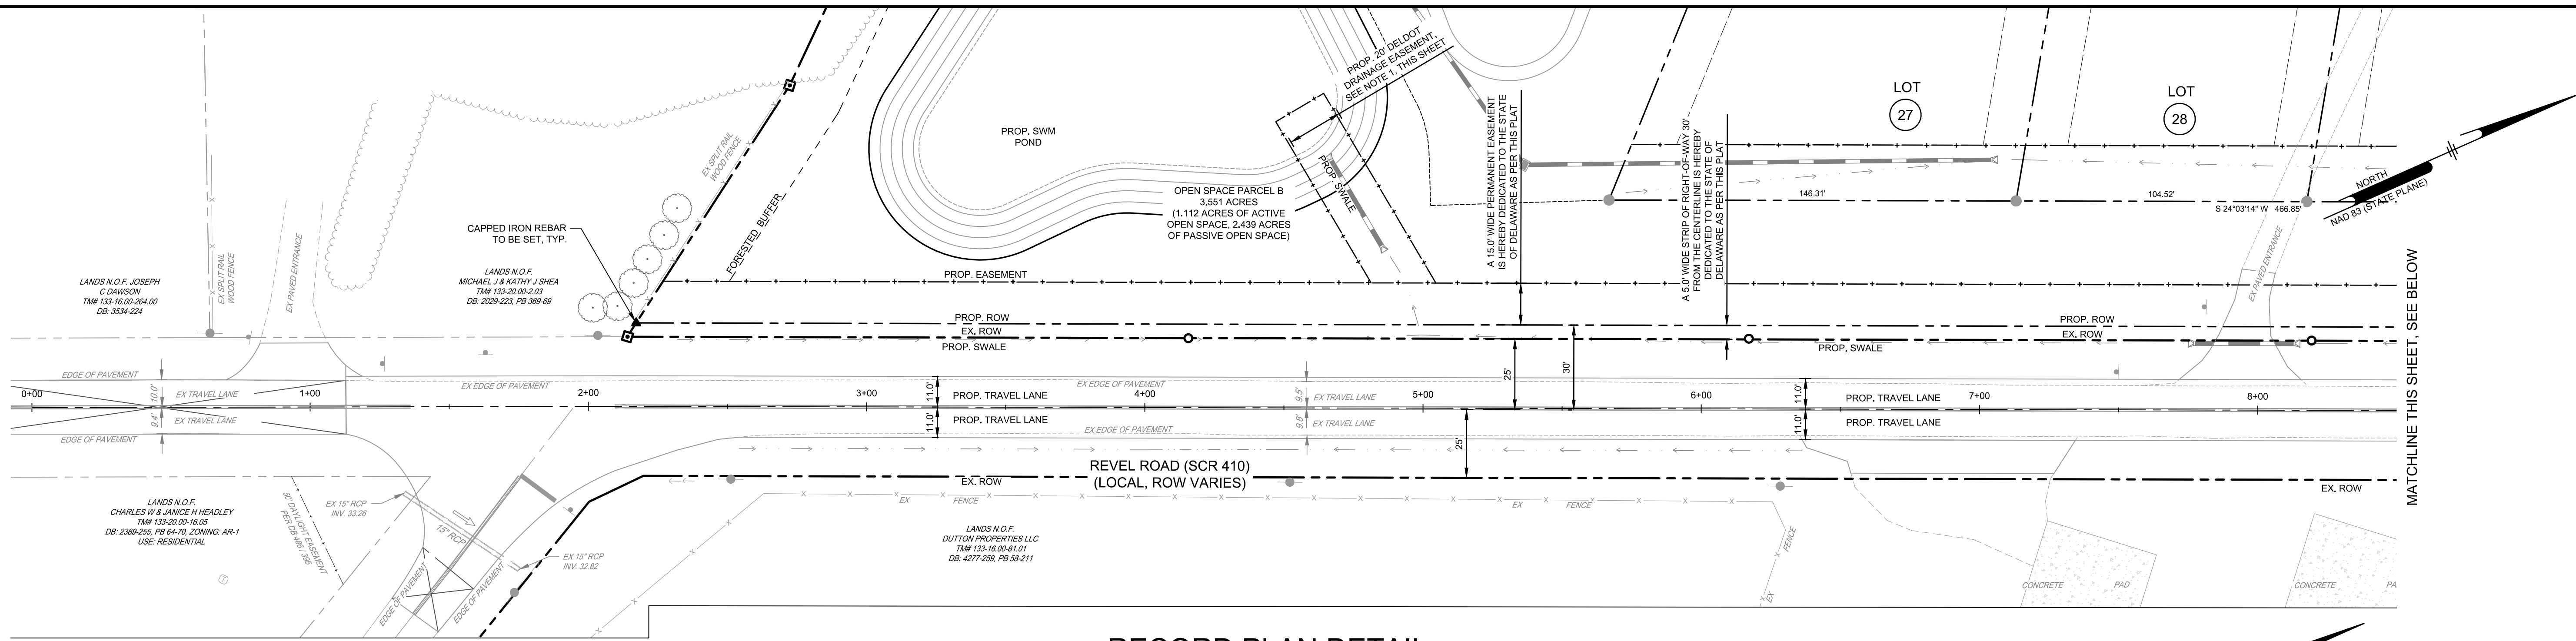 PROP. 20' DELDOT
DRAINAGE EASEMENT,
SEE NOTE 1, THIS SHEET
LOT
27
LOT
28
PROP. SWM
POND
EX SPLIT RAIL
WOOD FENCE
PROP. SWALE
OPEN SPACE PARCEL B
3,551 ACRES
(1.112 ACRES OF ACTIVE
OPEN SPACE, 2.439 ACRES
OF PASSIVE OPEN SPACE)
A 15.0' WIDE PERMANENT EASEMENT
IS HEREBY DEDICATED TO THE STATE
OF DELAWARE AS PER THIS PLAT
A 5.0' WIDE STRIP OF RIGHT-OF-WAY 30'
FROM THE CENTERLINE IS HEREBY
DEDICATED TO THE STATE OF
DELAWARE AS PER THIS PLAT
146.31'
104.52'
S 24°03'14" W 466.85'
NORTH
NAD 83 (STATE PLANE)
CAPPED IRON REBAR
TO BE SET, TYP.
FORESTED BUFFER
EX SPLIT RAIL
WOOD FENCE
EX PAVED ENTRANCE
LANDS N.O.F. JOSEPH
C DAWSON
TM# 133-16.00-264.00
DB: 3534-224
LANDS N.O.F.
MICHAEL J & KATHY J SHEA
TM# 133-20.00-2.03
DB: 2029-223, PB 369-69
PROP. EASEMENT
EX PAVED ENTRANCE
PROP. ROW
EX. ROW
PROP. SWALE
PROP. ROW
EX. ROW
PROP. SWALE
MATCHLINE THIS SHEET, SEE BELOW
EDGE OF PAVEMENT
EX EDGE OF PAVEMENT
EX EDGE OF PAVEMENT
25'
30'
0+00
1+00
2+00
3+00
4+00
5+00
6+00
7+00
8+00
10.0'
EX TRAVEL LANE
9.4'
EX TRAVEL LANE
11.0'
PROP. TRAVEL LANE
11.0'
PROP. TRAVEL LANE
9.5'
EX TRAVEL LANE
9.8'
EX TRAVEL LANE
11.0'
PROP. TRAVEL LANE
11.0'
PROP. TRAVEL LANE
EDGE OF PAVEMENT
EX EDGE OF PAVEMENT
25'
REVEL ROAD (SCR 410)
(LOCAL, ROW VARIES)
EX. ROW
EX. ROW
EX FENCE
EX FENCE
EX FENCE
LANDS N.O.F.
CHARLES W & JANICE H HEADLEY
TM# 133-20.00-16.05
DB: 2389-255, PB 64-70, ZONING: AR-1
USE: RESIDENTIAL
50' DAYLIGHT EASEMENT
PER DB 486 / 395
EX 15" RCP
INV. 33.26
15" RCP
EX 15" RCP
INV. 32.82
EDGE OF PAVEMENT
EDGE OF PAVEMENT
LANDS N.O.F.
DUTTON PROPERTIES LLC
TM# 133-16.00-81.01
DB: 4277-259, PB 58-211
CONCRETE PAD
CONCRETE PA
RECORD PLAN DETAIL